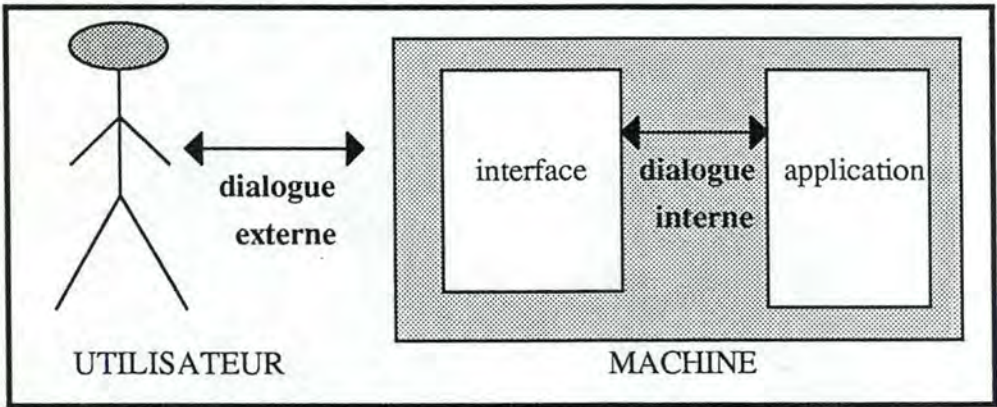 dialogue
externe
interface
dialogue
interne
application
UTILISATEUR
MACHINE